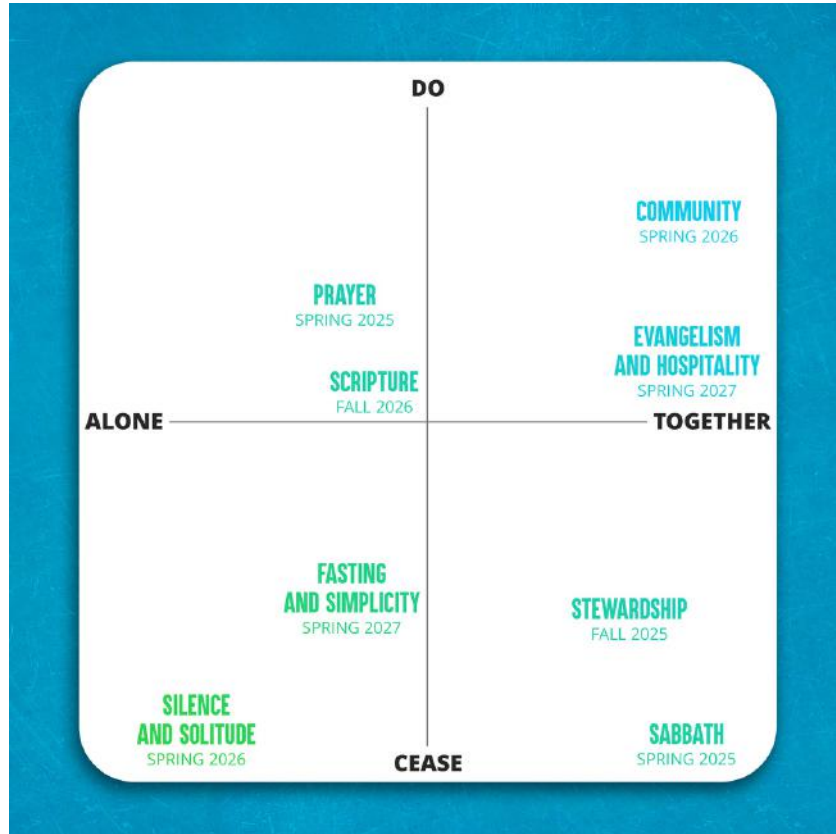 DO
COMMUNITY
SPRING 2026
PRAYER
SPRING 2025
EVANGELISM
AND HOSPITALITY
SPRING 2027
SCRIPTURE
FALL 2026
ALONE
TOGETHER
FASTING
AND SIMPLICITY
SPRING 2027
STEWARDSHIP
FALL 2025
SILENCE
AND SOLITUDE
SPRING 2026
SABBATH
SPRING 2025
CEASE